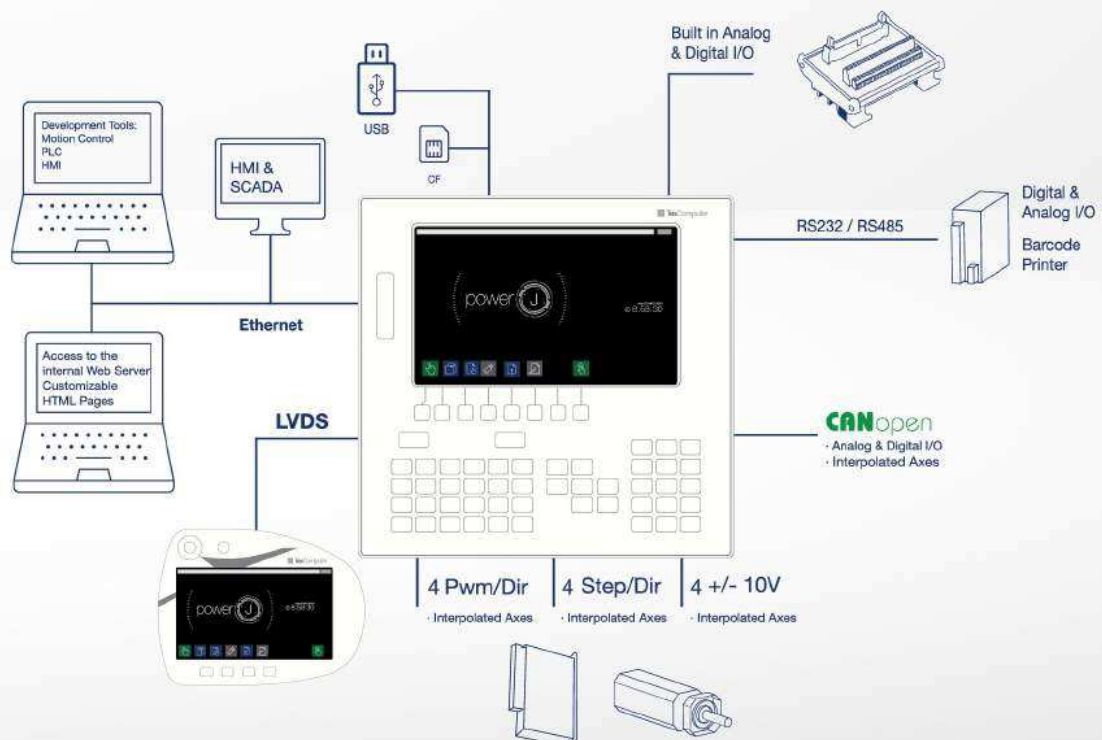 Built in Analog
& Digital I/O
USB
CF
Development Tools:
Motion Control
PLC
HMI
HMI &
SCADA
TexComputer
RS232 / RS485
Digital &
Analog I/O
Barcode
Printer
power J
Ethernet
Access to the
internal Web Server
Customizable
HTML Pages
LVDS
CANopen
· Analog & Digital I/O
· Interpolated Axes
TexComputer
power J
4 Pwm/Dir
· Interpolated Axes
4 Step/Dir
· Interpolated Axes
4 +/- 10V
· Interpolated Axes